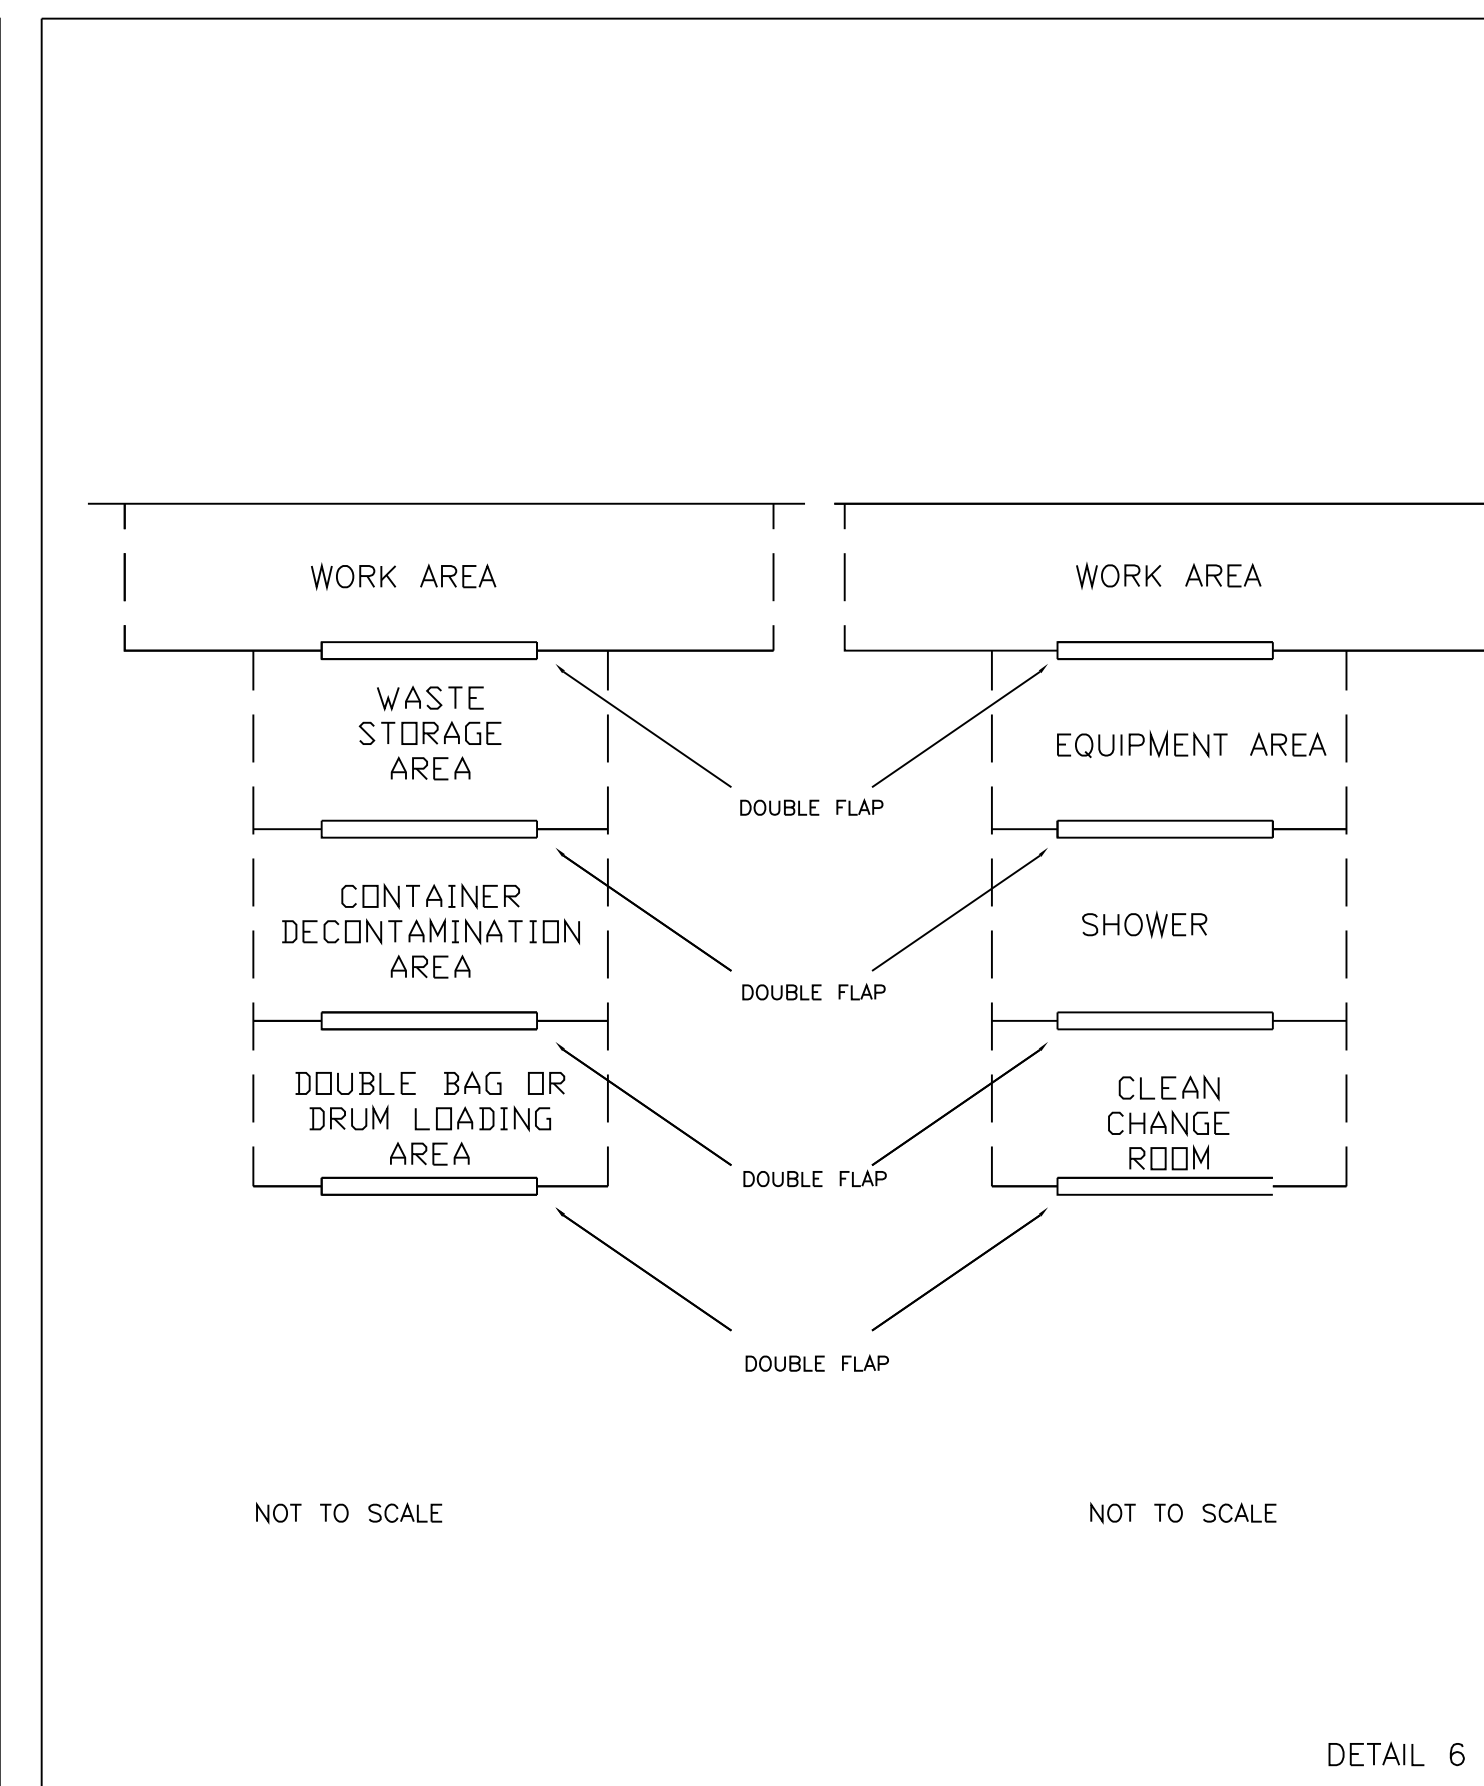 WORK AREA
WASTE
STORAGE
AREA
CONTAINER
DECONTAMINATION
AREA
DOUBLE BAG OR
DRUM LOADING
AREA
DOUBLE FLAP
DOUBLE FLAP
DOUBLE FLAP
DOUBLE FLAP
WORK AREA
EQUIPMENT AREA
SHOWER
CLEAN
CHANGE
ROOM
NOT TO SCALE
NOT TO SCALE
DETAIL 6